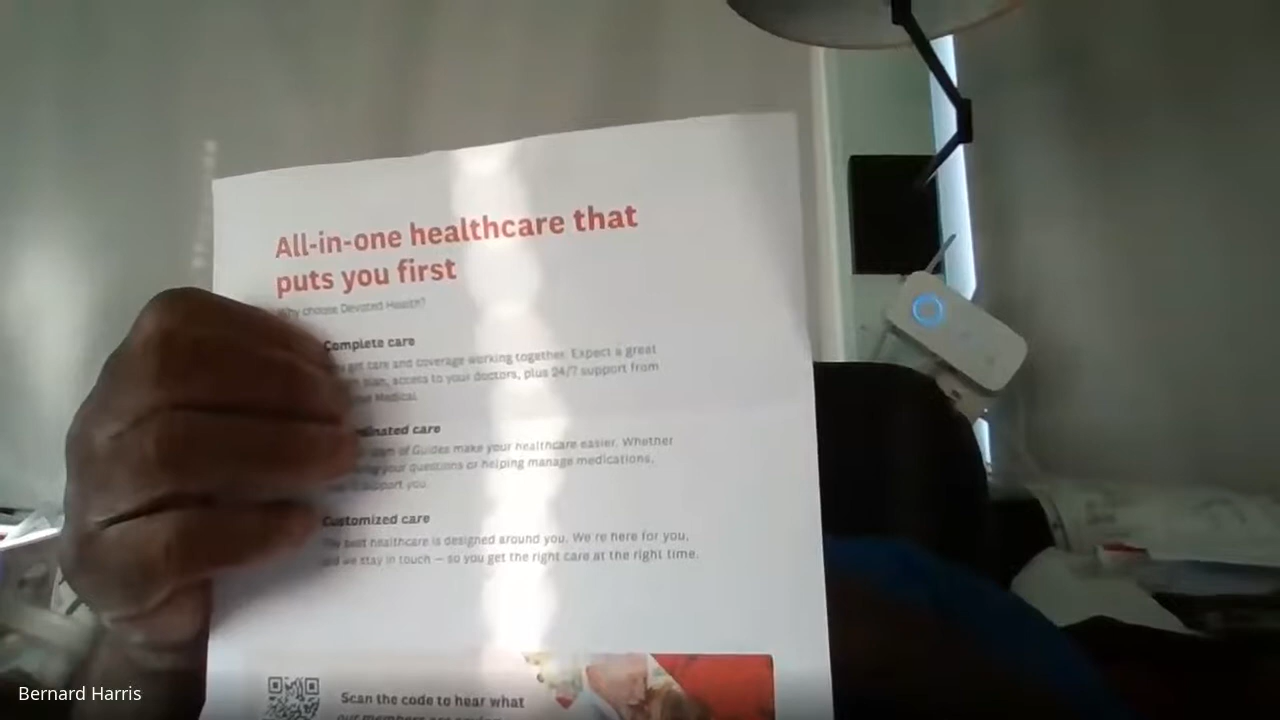 All-in-one healthcare that
puts you first
Why choose Devoted Health?
Complete care
get care and coverage working together. Expect a great
plan, access to your doctors, plus 24/7 support from
Medical.
care
of Guides make your healthcare easier. Whether
your questions or helping manage medications,
support you.
Customized care
best healthcare is designed around you. We're here for you,
we stay in touch — so you get the right care at the right time.
Scan the code to hear what
our members are saying
Bernard Harris